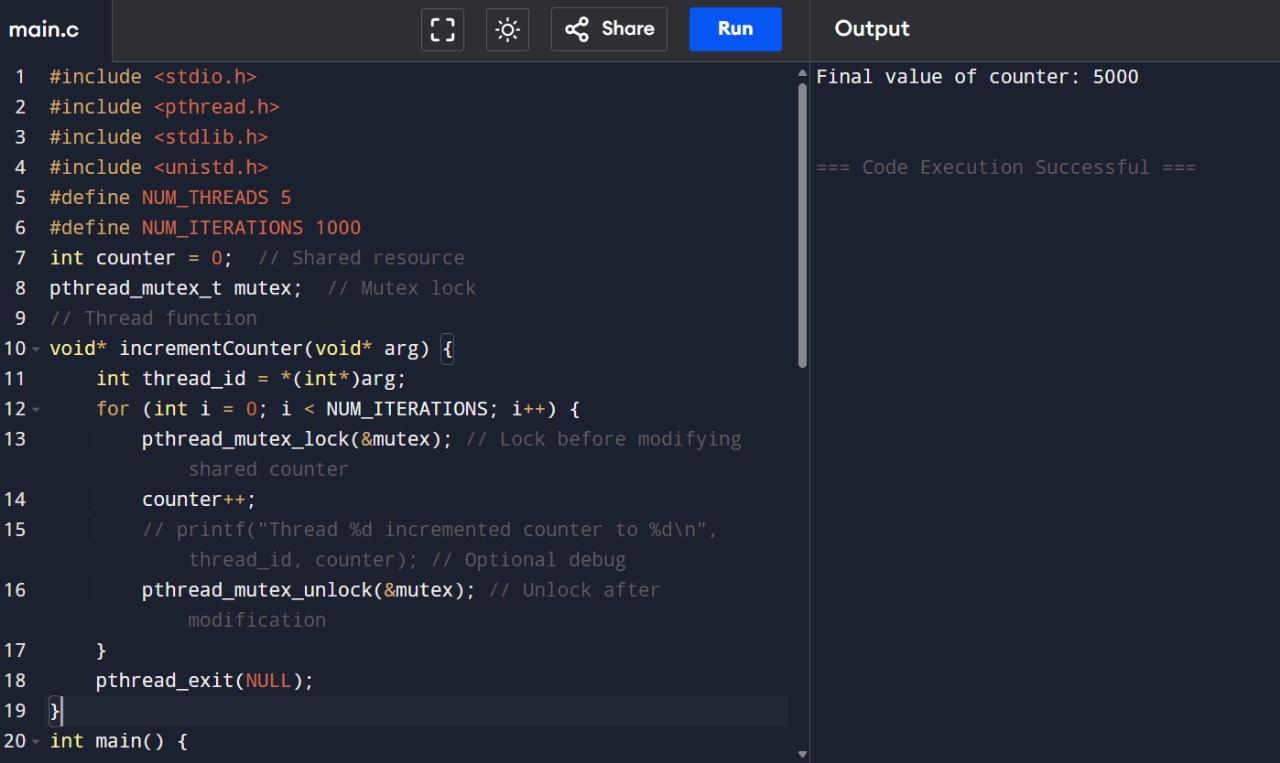 main.c
Share
Run
Output
1 #include <stdio.h>
2 #include <pthread.h>
3 #include <stdlib.h>
4 #include <unistd.h>
5 #define NUM_THREADS 5
6 #define NUM_ITERATIONS 1000
7 int counter = 0;  // Shared resource
8 pthread_mutex_t mutex;  // Mutex lock
9 // Thread function
10 void* incrementCounter(void* arg) {
11     int thread_id = *(int*)arg;
12     for (int i = 0; i < NUM_ITERATIONS; i++) {
13         pthread_mutex_lock(&mutex); // Lock before modifying
            shared counter
14         counter++;
15         // printf("Thread %d incremented counter to %d\n",
            thread_id, counter); // Optional debug
16         pthread_mutex_unlock(&mutex); // Unlock after
            modification
17     }
18     pthread_exit(NULL);
19 }
20 int main() {
Final value of counter: 5000
=== Code Execution Successful ===